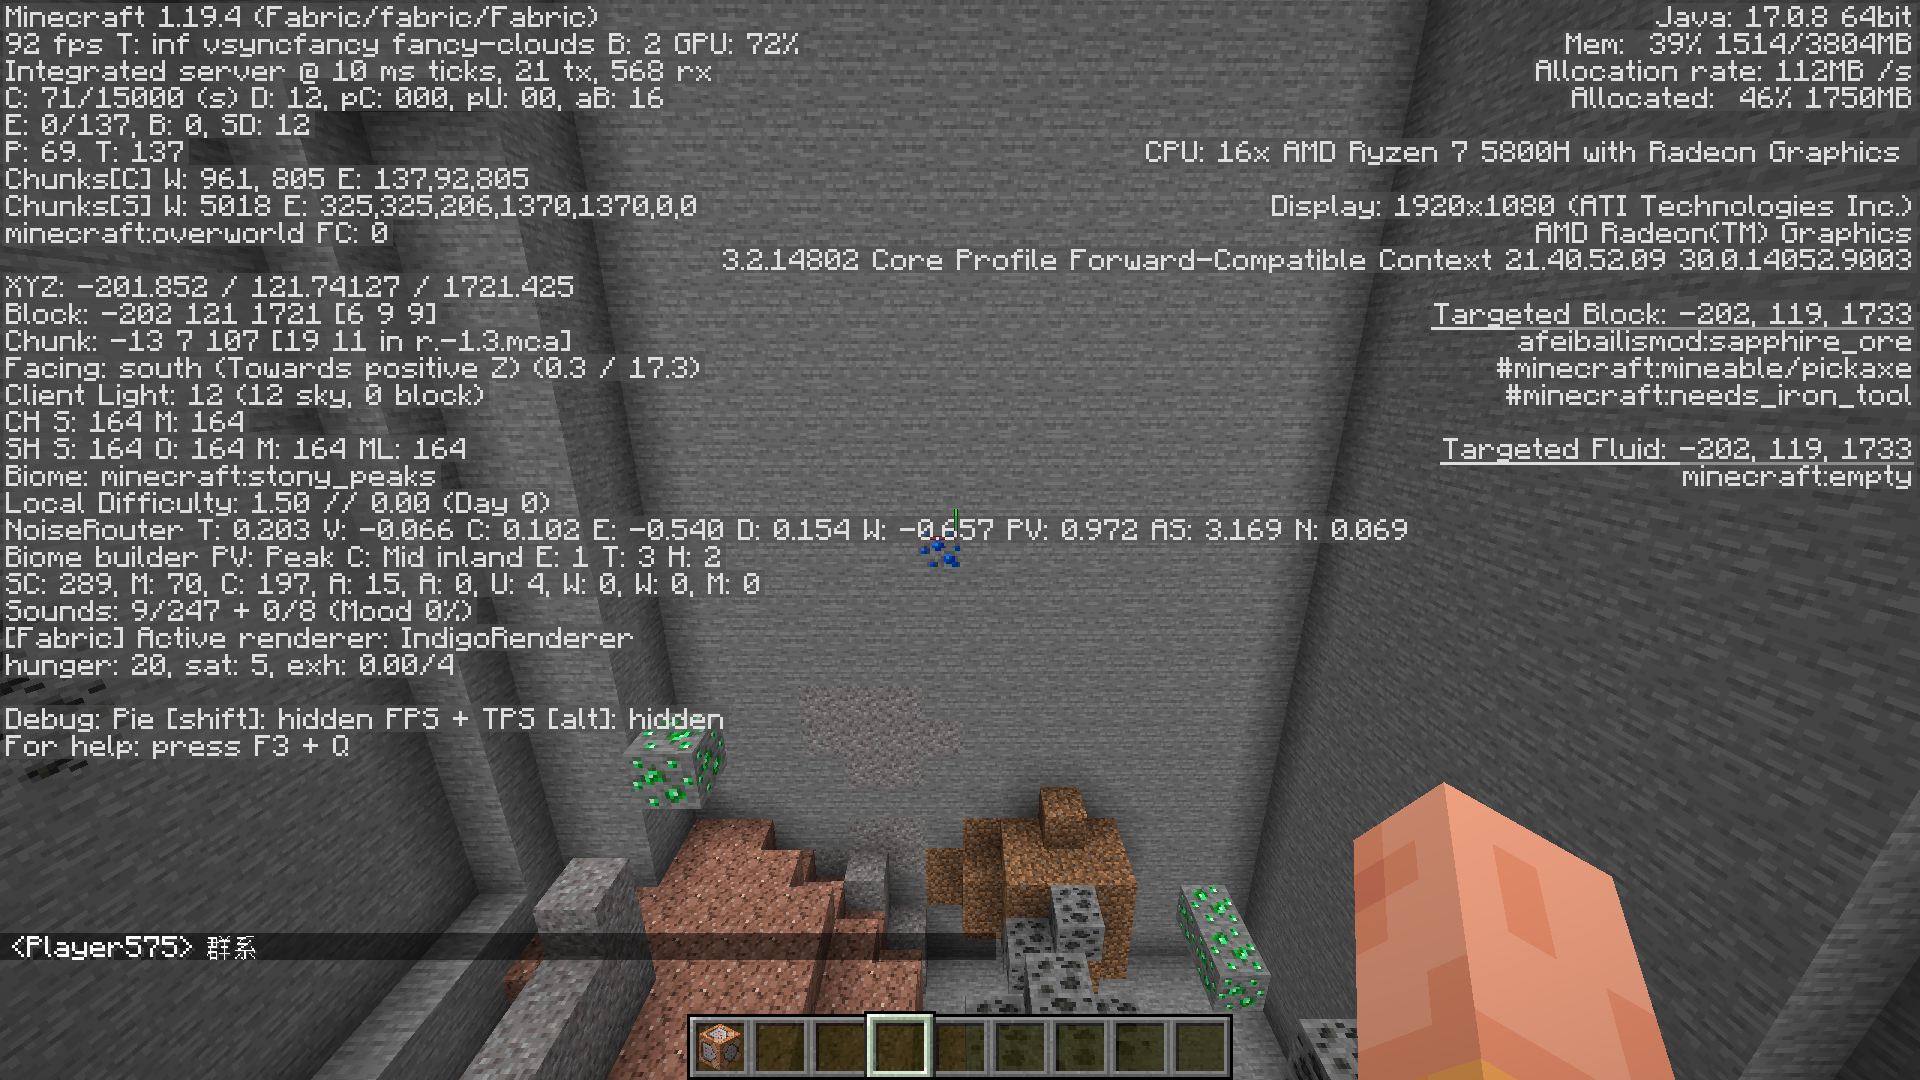 Minecraft 1.19.4 (Fabric/fabric/Fabric)
92 fps T: inf vsyncfancy fancy-clouds B: 2 GPU: 72%
Integrated server @ 10 ms ticks, 21 tx, 568 rx
C: 71/15000 (s) D: 12, pC: 000, pU: 00, aB: 16
E: 0/137, B: 0, SD: 12
P: 69. T: 137
Chunks[C] W: 961, 805 E: 137,92,805
Chunks[S] W: 5018 E: 325,325,206,1370,1370,0,0
minecraft:overworld FC: 0
XYZ: -201.852 / 121.74127 / 1721.425
Block: -202 121 1721 [6 9 9]
Chunk: -13 7 107 [19 11 in r.-1.3.mca]
Facing: south (Towards positive Z) (0.3 / 17.3)
Client Light: 12 (12 sky, 0 block)
CH S: 164 M: 164
SH S: 164 O: 164 M: 164 ML: 164
Biome: minecraft:stony_peaks
Local Difficulty: 1.50 // 0.00 (Day 0)
NoiseRouter T: 0.203 V: -0.066 C: 0.102 E: -0.540 D: 0.154 W: -0.657 PV: 0.972 AS: 3.169 N: 0.069
Biome builder PV: Peak C: Mid inland E: 1 T: 3 H: 2
SC: 289, M: 70, C: 197, A: 15, A: 0, U: 4, W: 0, W: 0, M: 0
Sounds: 9/247 + 0/8 (Mood 0%)
[Fabric] Active renderer: IndigoRenderer
hunger: 20, sat: 5, exh: 0.00/4
Debug: Pie [shift]: hidden FPS + TPS [alt]: hidden
For help: press F3 + Q
Java: 17.0.8 64bit
Mem: 39% 1514/3804MB
Allocation rate: 112MB /s
Allocated: 46% 1750MB
CPU: 16x AMD Ryzen 7 5800H with Radeon Graphics
Display: 1920x1080 (ATI Technologies Inc.)
AMD Radeon(TM) Graphics
3.2.14802 Core Profile Forward-Compatible Context 21.40.52.09 30.0.14052.9003
Targeted Block: -202, 119, 1733
afeibailismod:sapphire_ore
#minecraft:mineable/pickaxe
#minecraft:needs_iron_tool
Targeted Fluid: -202, 119, 1733
minecraft:empty
<Player575> 群系